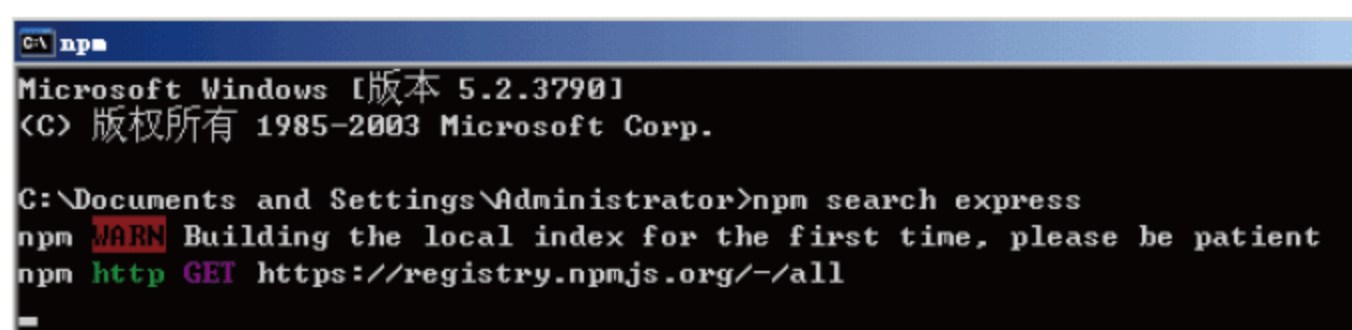 C:\ npm
Microsoft Windows [版本 5.2.3790]
(C) 版权所有 1985-2003 Microsoft Corp.
C:\Documents and Settings\Administrator>npm search express
npm WARN Building the local index for the first time, please be patient
npm http GET https://registry.npmjs.org/-/all